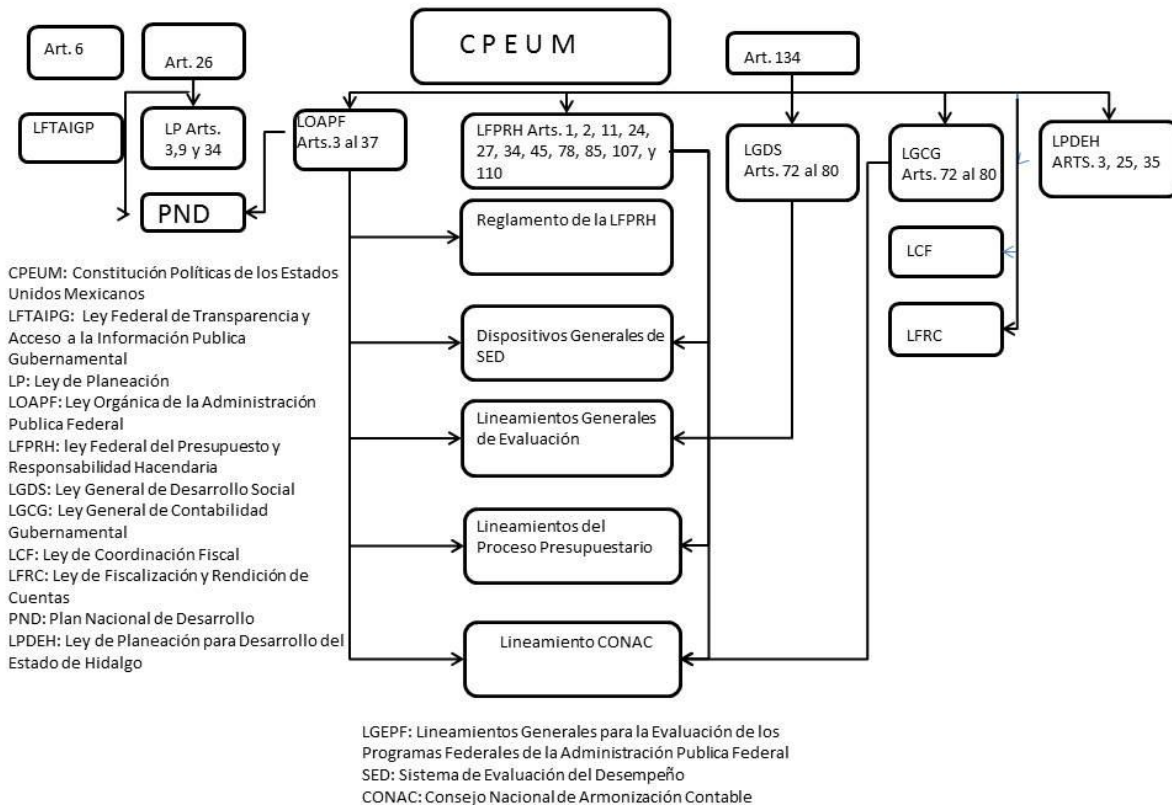 Art. 6
Art. 26
C P E U M
Art. 134
LFTAIGP
LP Arts.
3,9 y 34
LOAPF
Arts.3 al 37
LFPRH Arts. 1, 2, 11, 24,
27, 34, 45, 78, 85, 107, y
110
LGDS
Arts. 72 al 80
LGCG
Arts. 72 al 80
LPDEH
ARTS. 3, 25, 35
PND
Reglamento de la LFPRH
LCF
Dispositivos Generales de
SED
LFRC
Lineamientos Generales
de Evaluación
Lineamientos del
Proceso Presupuestario
Lineamiento CONAC
CPEUM: Constitución Políticas de los Estados
Unidos Mexicanos
LFTAIPG: Ley Federal de Transparencia y
Acceso a la Información Publica
Gubernamental
LP: Ley de Planeación
LOAPF: Ley Orgánica de la Administración
Publica Federal
LFPRH: ley Federal del Presupuesto y
Responsabilidad Hacendaria
LGDS: Ley General de Desarrollo Social
LGCG: Ley General de Contabilidad
Gubernamental
LCF: Ley de Coordinación Fiscal
LFRC: Ley de Fiscalización y Rendición de
Cuentas
PND: Plan Nacional de Desarrollo
LPDEH: Ley de Planeación para Desarrollo del
Estado de Hidalgo
LGEPF: Lineamientos Generales para la Evaluación de los
Programas Federales de la Administración Publica Federal
SED: Sistema de Evaluación del Desempeño
CONAC: Consejo Nacional de Armonización Contable